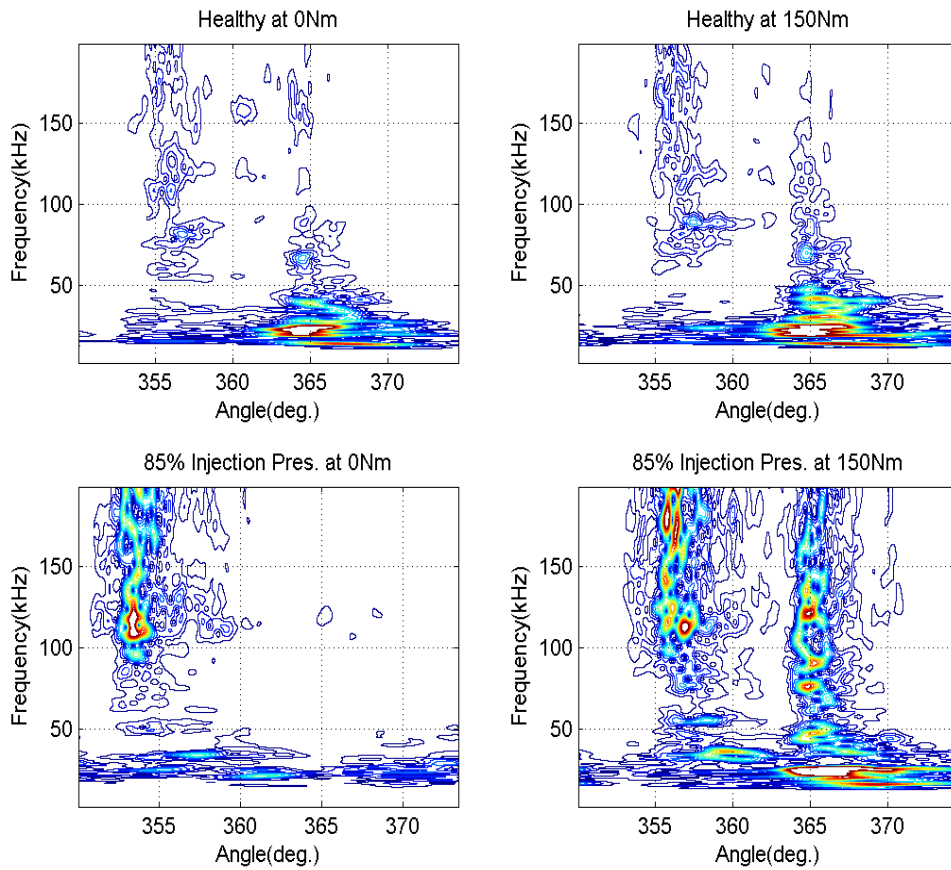 Healthy at 0Nm
Frequency(kHz)
150
100
50
355 360 365 370
Angle(deg.)
Healthy at 150Nm
Frequency(kHz)
150
100
50
355 360 365 370
Angle(deg.)
85% Injection Pres. at 0Nm
Frequency(kHz)
150
100
50
355 360 365 370
Angle(deg.)
85% Injection Pres. at 150Nm
Frequency(kHz)
150
100
50
355 360 365 370
Angle(deg.)